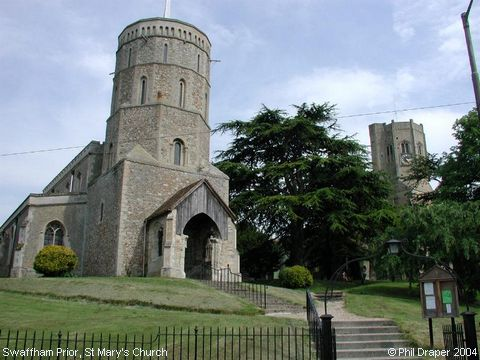 Swaffham Prior, St Mary's Church
© Phil Draper 2004